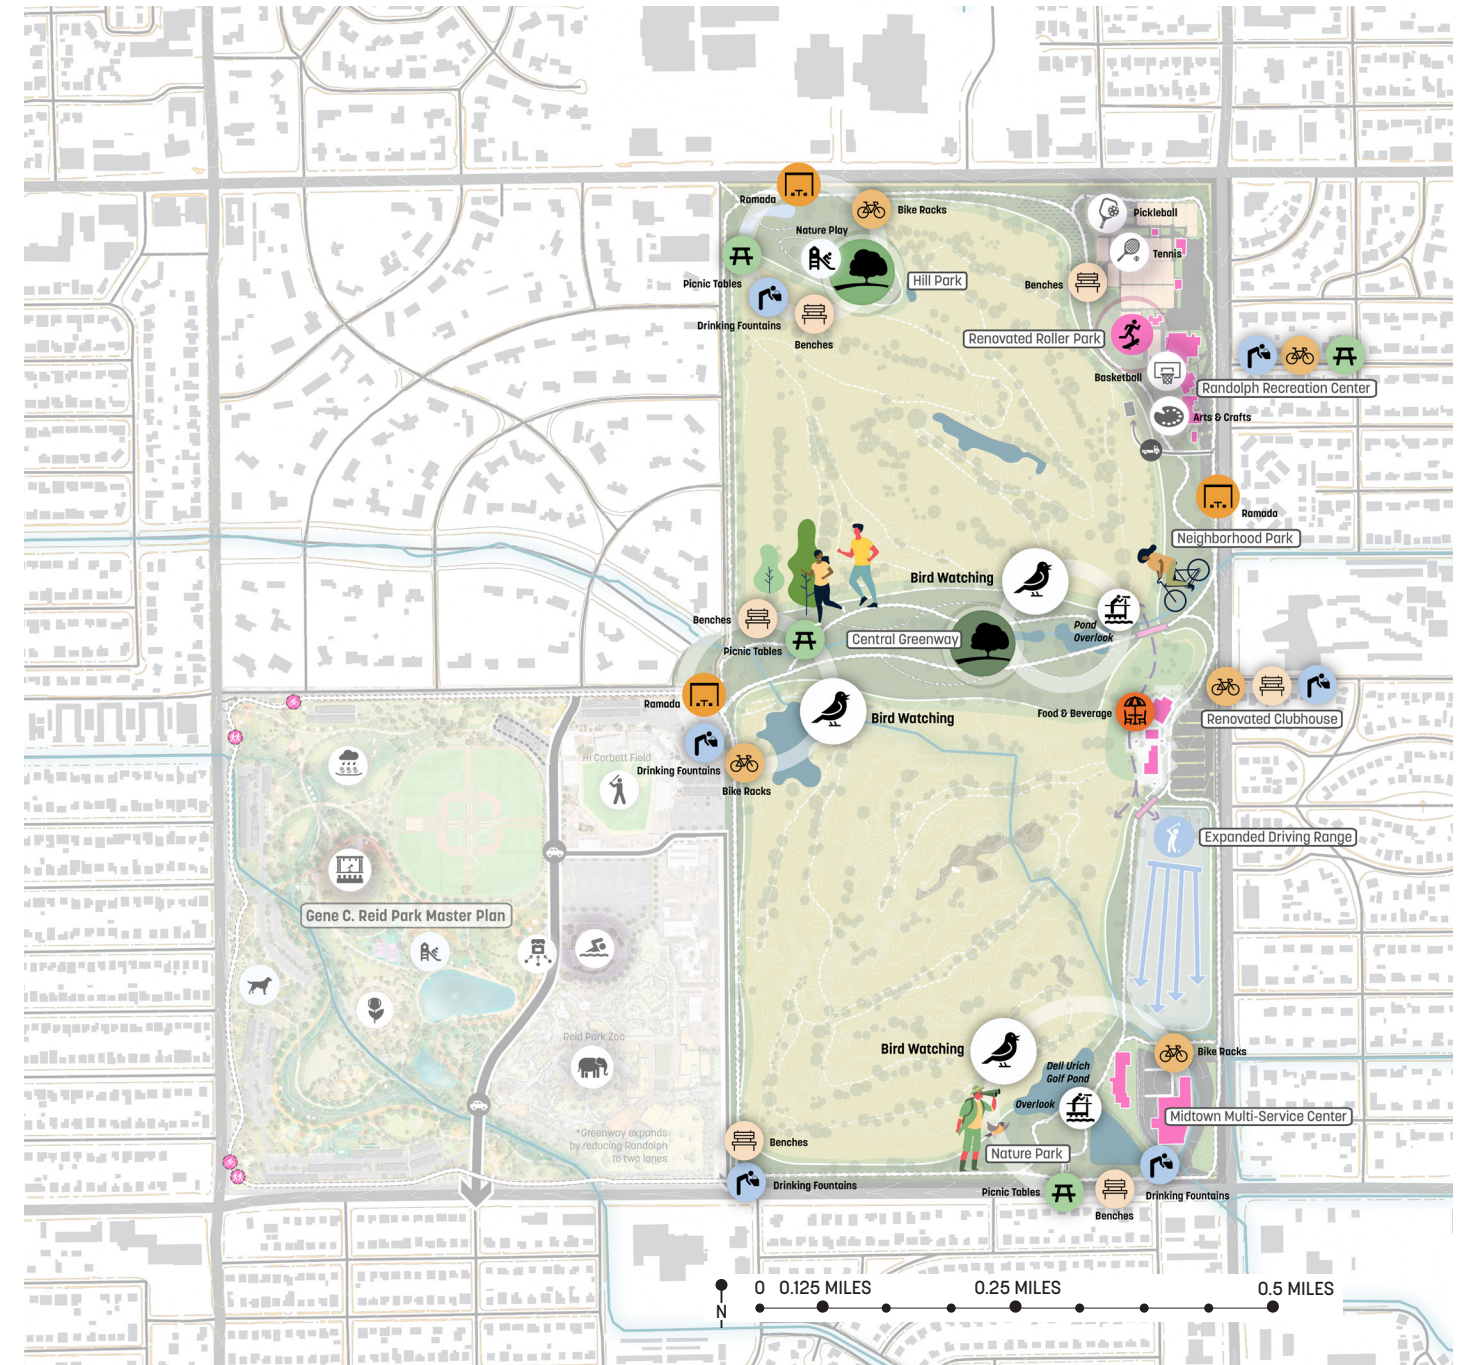 Ramada
Bike Racks
Nature Play
Picnic Tables
Hill Park
Drinking Fountains
Benches
Pickleball
Tennis
Benches
Renovated Roller Park
Basketball
Randolph Recreation Center
Arts & Crafts
Ramada
Neighborhood Park
Bird Watching
Benches
Picnic Tables
Central Greenway
Pond
Overlook
Ramada
Bird Watching
Food & Beverage
Renovated Clubhouse
Drinking Fountains
Bike Racks
Hi Corbett Field
Expanded Driving Range
Gene C. Reid Park Master Plan
Reid Park Zoo
Bird Watching
Bike Racks
Dell Urich
Golf Pond
Overlook
Midtown Multi-Service Center
*Greenway expands
by reducing Randolph
to two lanes
Benches
Nature Park
Drinking Fountains
Picnic Tables
Benches
Drinking Fountains
N
0 0.125 MILES 0.25 MILES 0.5 MILES